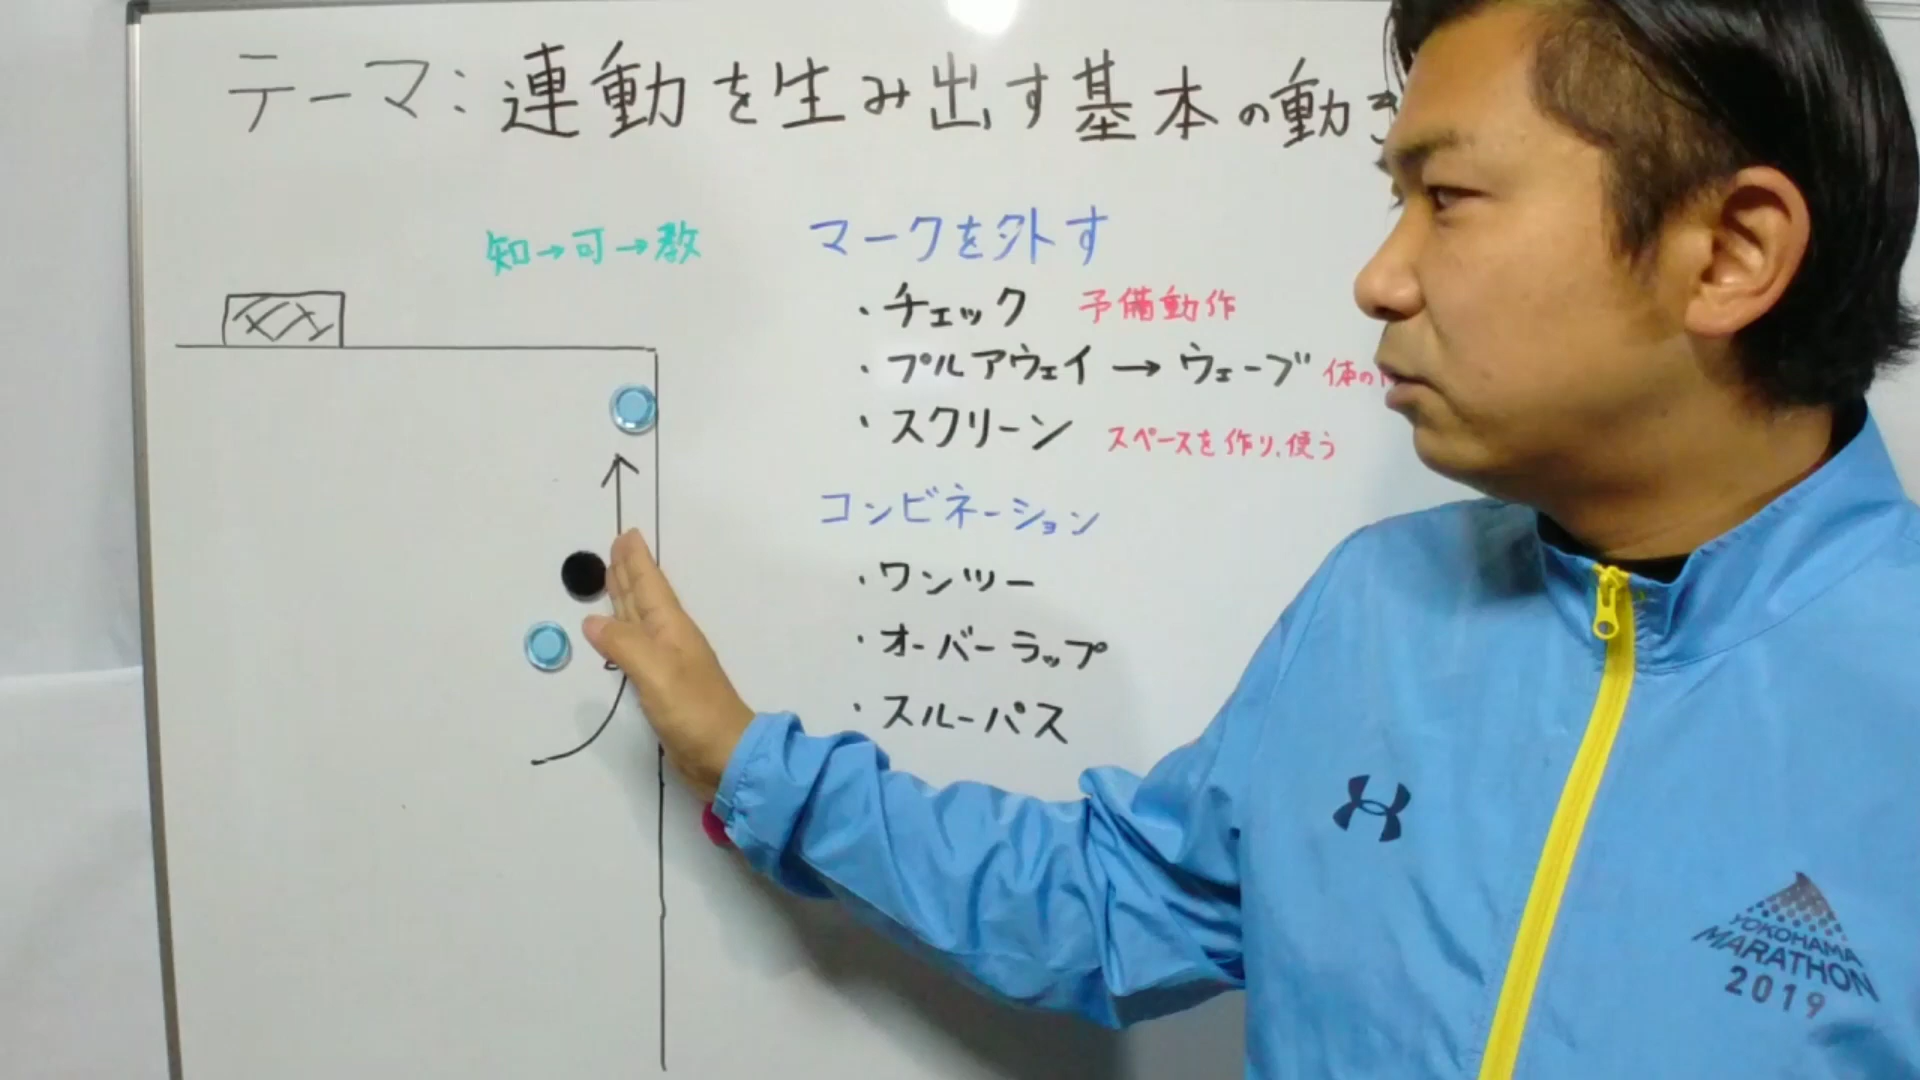 テーマ：連動を生み出す基本の動き
知→可→教
マークを外す
・チェック 予備動作
・プルアウェイ → ウェーブ 体の
・スクリーン スペースを作り、使う
コンビネーション
・ワンツー
・オーバーラップ
・スルーパス
YOKOHAMA
MARATHON
2019